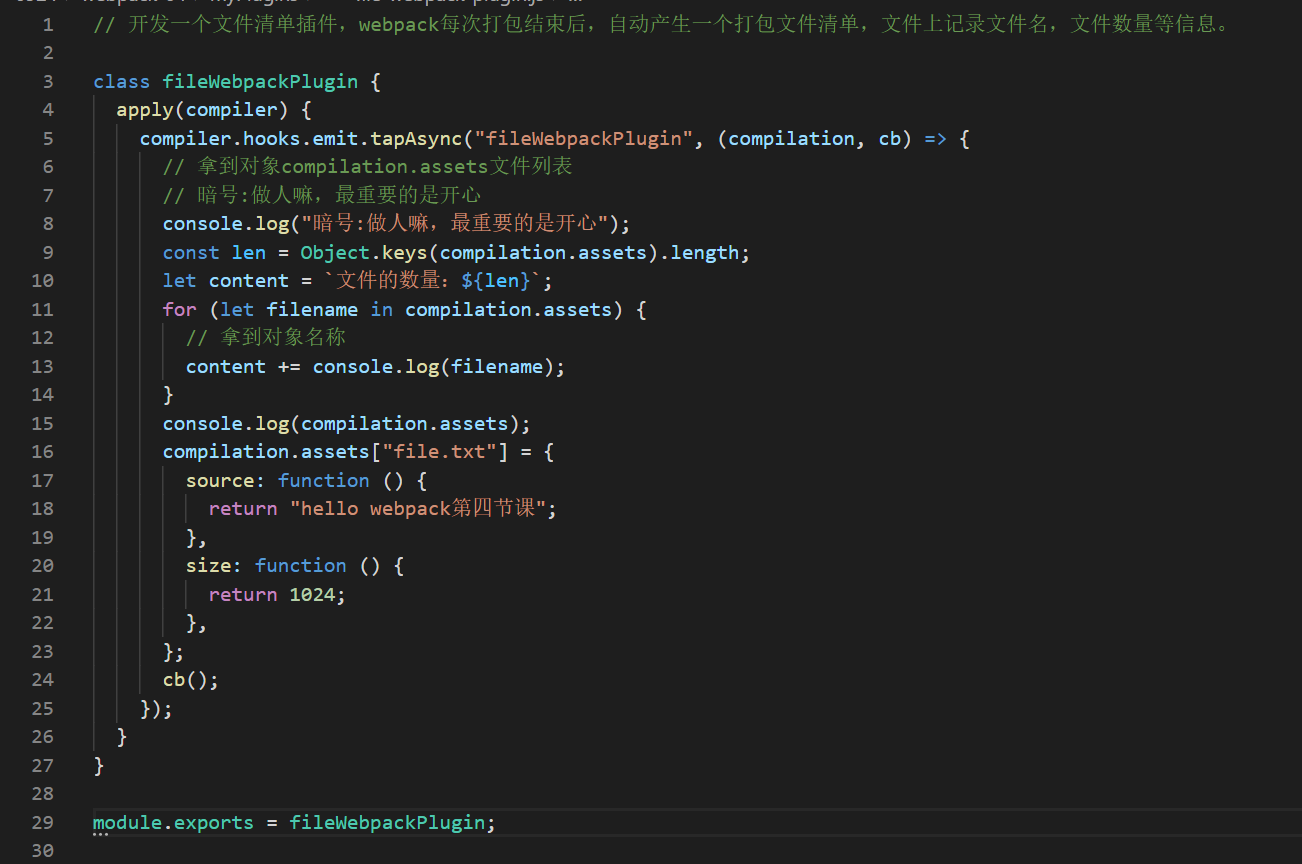 1 // 开发一个文件清单插件，webpack每次打包结束后，自动产生一个打包文件清单，文件上记录文件名，文件数量等信息。
2
3 class fileWebpackPlugin {
4   apply(compiler) {
5     compiler.hooks.emit.tapAsync("fileWebpackPlugin", (compilation, cb) => {
6       // 拿到对象compilation.assets文件列表
7       // 暗号:做人嘛，最重要的是开心
8       console.log("暗号:做人嘛，最重要的是开心");
9       const len = Object.keys(compilation.assets).length;
10       let content = `文件的数量：${len}`;
11       for (let filename in compilation.assets) {
12         // 拿到对象名称
13         content += console.log(filename);
14       }
15       console.log(compilation.assets);
16       compilation.assets["file.txt"] = {
17         source: function () {
18           return "hello webpack第四节课";
19         },
20         size: function () {
21           return 1024;
22         },
23       };
24       cb();
25     });
26   }
27 }
28
29 module.exports = fileWebpackPlugin;
30